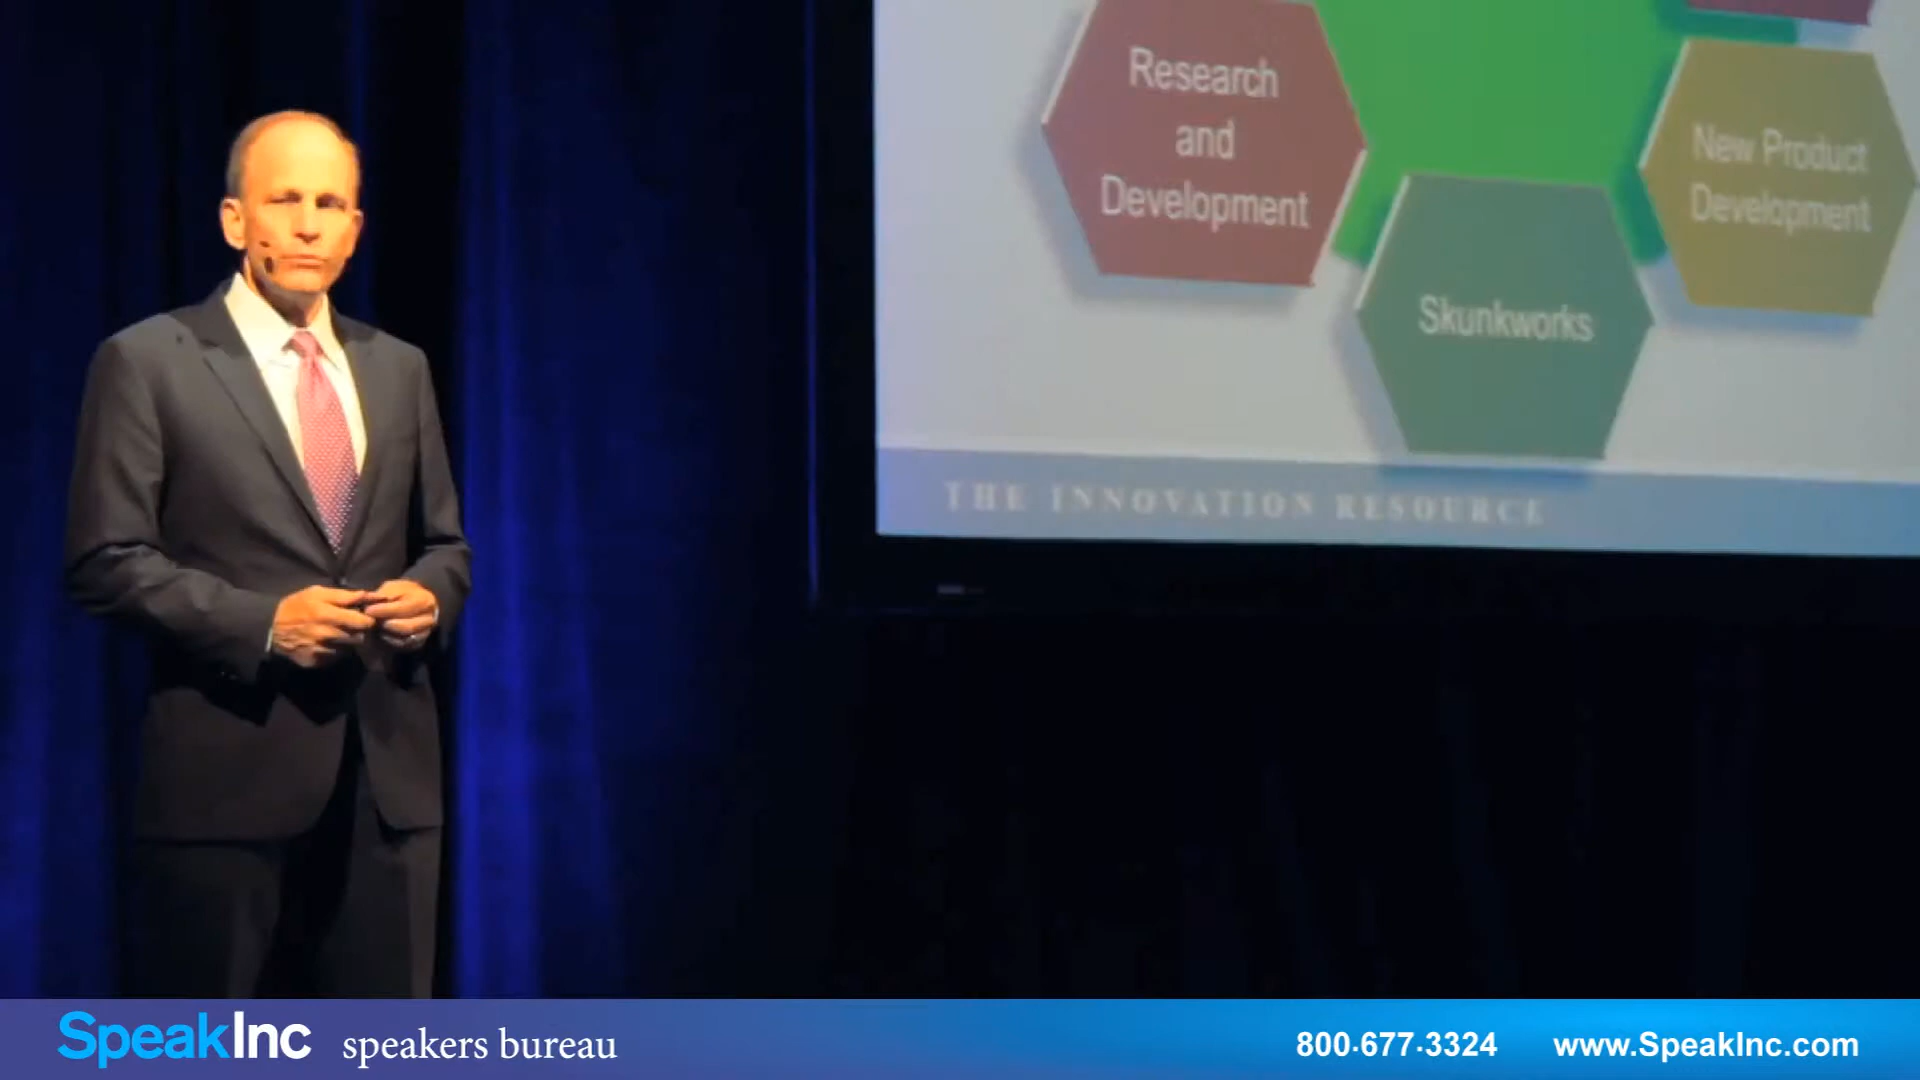 Research
and
Development
New Product
Development
Skunkworks
THE INNOVATION RESOURCE
SpeakInc speakers bureau
800·677·3324
www.SpeakInc.com